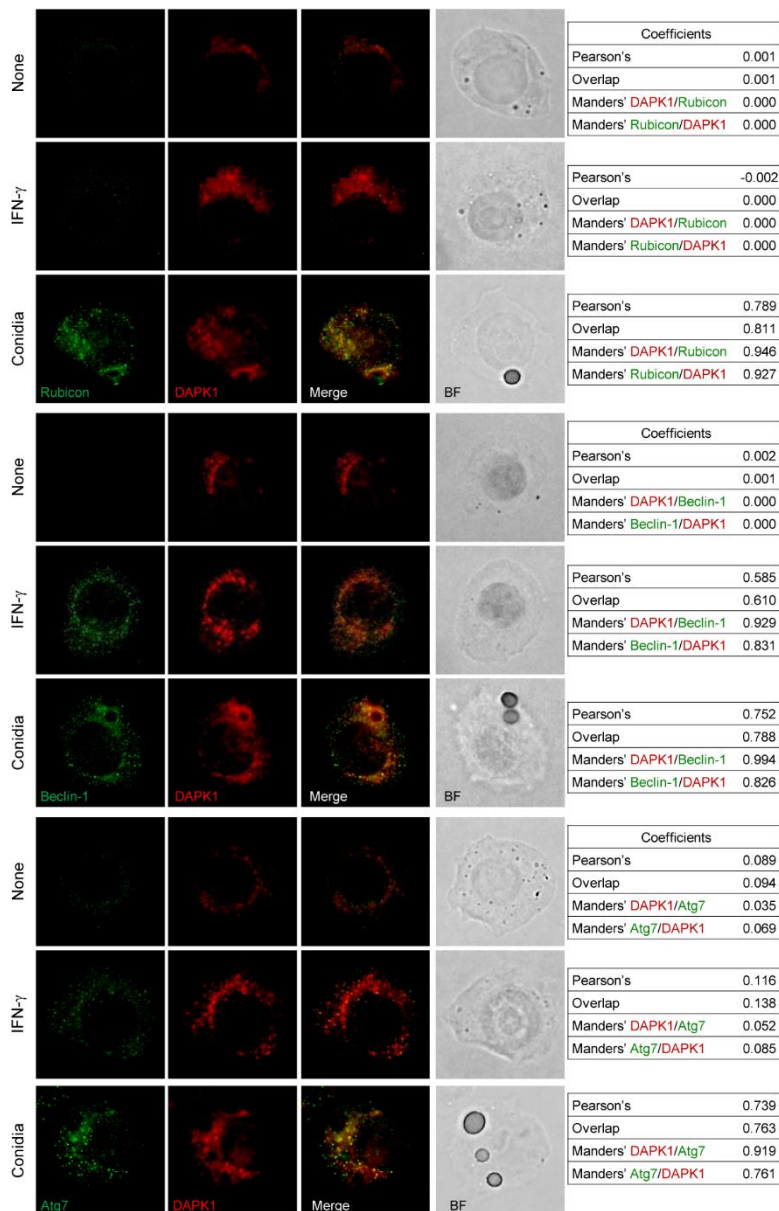 None
Coefficients
Pearson's 0.001
Overlap 0.001
Manders' DAPK1/Rubicon 0.000
Manders' Rubicon/DAPK1 0.000
IFN-γ
Pearson's -0.002
Overlap 0.000
Manders' DAPK1/Rubicon 0.000
Manders' Rubicon/DAPK1 0.000
Conidia
Rubicon DAPK1 Merge BF
Pearson's 0.789
Overlap 0.811
Manders' DAPK1/Rubicon 0.946
Manders' Rubicon/DAPK1 0.927
None
Coefficients
Pearson's 0.002
Overlap 0.001
Manders' DAPK1/Beclin-1 0.000
Manders' Beclin-1/DAPK1 0.000
IFN-γ
Pearson's 0.585
Overlap 0.610
Manders' DAPK1/Beclin-1 0.929
Manders' Beclin-1/DAPK1 0.831
Conidia
Beclin-1 DAPK1 Merge BF
Pearson's 0.752
Overlap 0.788
Manders' DAPK1/Beclin-1 0.994
Manders' Beclin-1/DAPK1 0.826
None
Coefficients
Pearson's 0.089
Overlap 0.094
Manders' DAPK1/Atg7 0.035
Manders' Atg7/DAPK1 0.069
IFN-γ
Pearson's 0.116
Overlap 0.138
Manders' DAPK1/Atg7 0.052
Manders' Atg7/DAPK1 0.085
Conidia
Atg7 DAPK1 Merge BF
Pearson's 0.739
Overlap 0.763
Manders' DAPK1/Atg7 0.919
Manders' Atg7/DAPK1 0.761